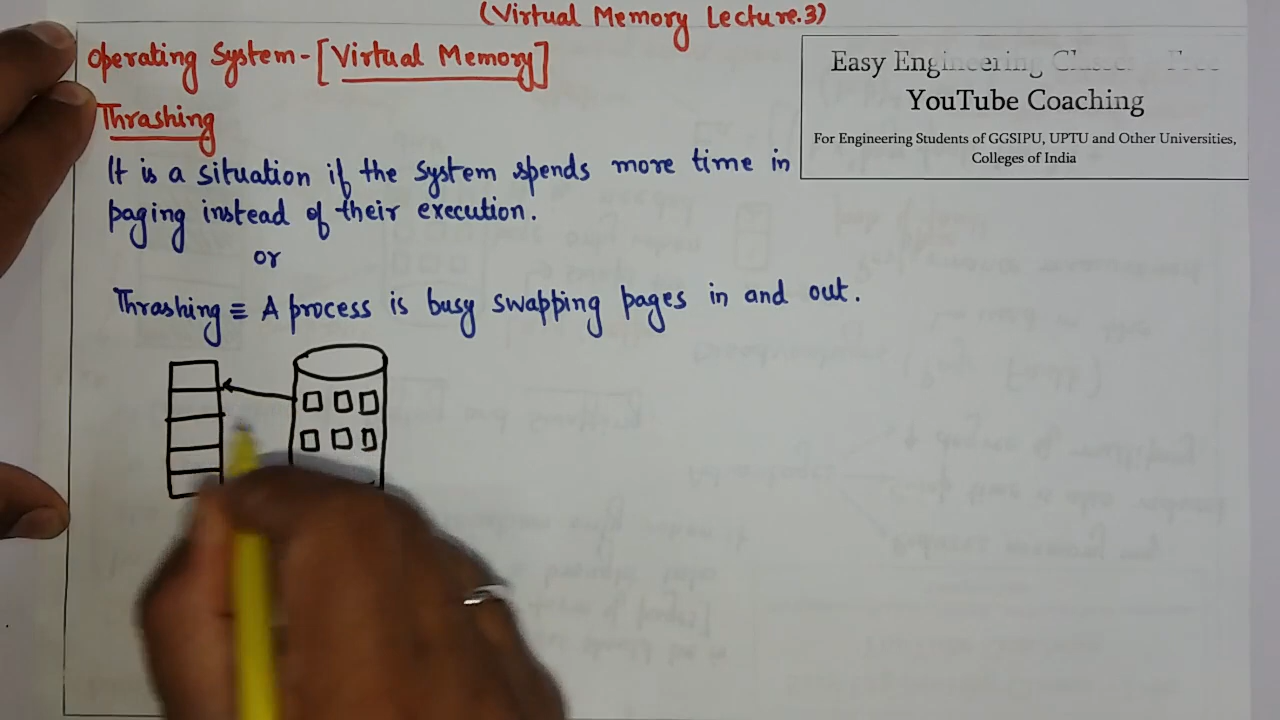 (Virtual Memory Lecture.3)
Operating System - [Virtual Memory]
Easy Engineering Classes Free
YouTube Coaching
For Engineering Students of GGSIPU, UPTU and Other Universities,
Colleges of India
Thrashing
It is a situation if the system spends more time in
paging instead of their execution.
or
Thrashing ≡ A process is busy swapping pages in and out.